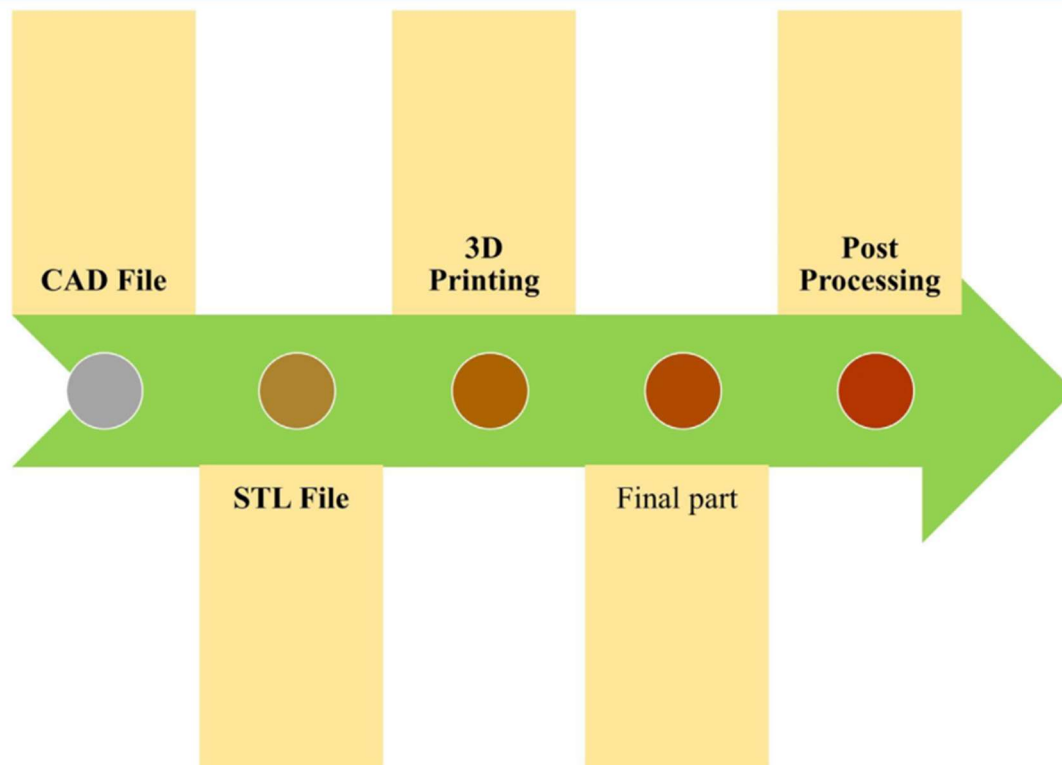 CAD File
STL File
3D
Printing
Final part
Post
Processing